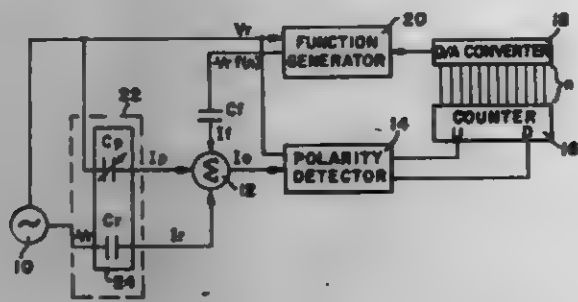 Vr
20
18
FUNCTION
GENERATOR
D/A CONVERTER
n
-Vr f(n)
22
Cf
If
14
COUNTER
U D
16
Cp
Ip
Σ
Io
12
POLARITY
DETECTOR
Cr
-Vr
Ir
10
24